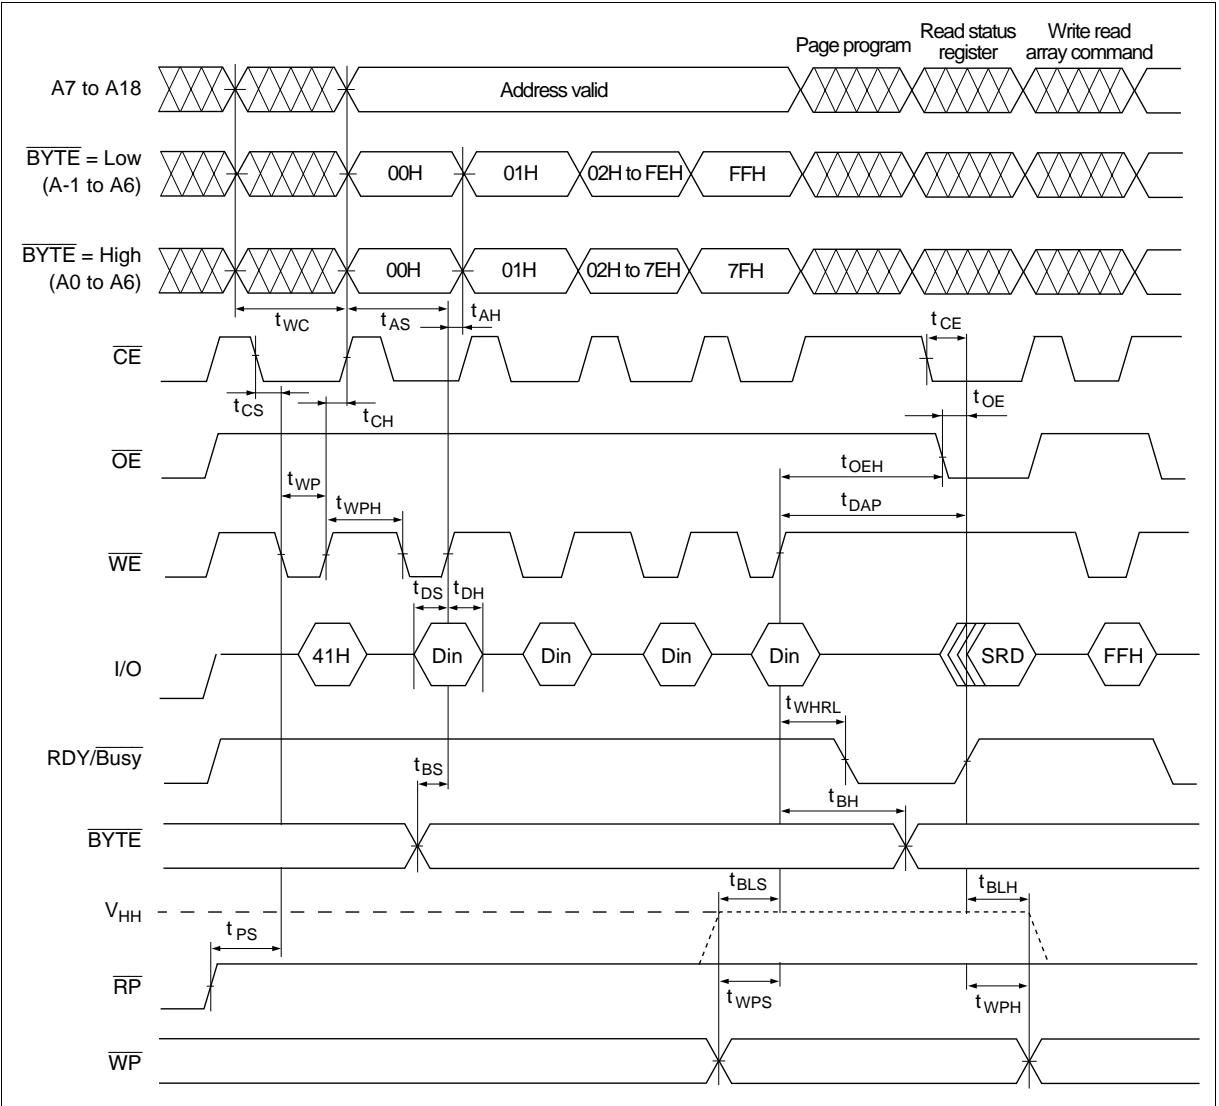 Page program
Read status
register
Write read
array command
A7 to A18
Address valid
BYTE = Low
(A-1 to A6)
00H
01H
02H to FEH
FFH
BYTE = High
(A0 to A6)
00H
01H
02H to 7EH
7FH
tWC
tAS
tAH
tCE
CE
tCS
tCH
tOE
OE
tWP
tWPH
tOEH
tDAP
WE
tDS
tDH
I/O
41H
Din
Din
Din
Din
SRD
FFH
tWHRL
RDY/Busy
tBS
tBH
BYTE
tBLS
tBLH
VHH
tPS
RP
tWPS
tWPH
WP